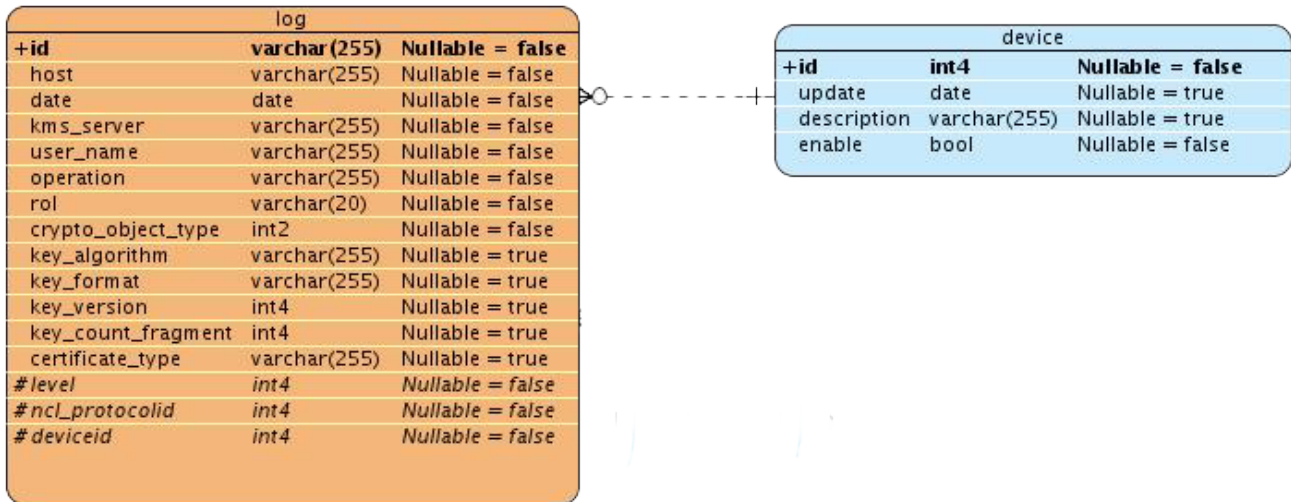 log
+id varchar(255) Nullable = false
host varchar(255) Nullable = false
date date Nullable = false
kms_server varchar(255) Nullable = false
user_name varchar(255) Nullable = false
operation varchar(255) Nullable = false
rol varchar(20) Nullable = false
crypto_object_type int2 Nullable = false
key_algorithm varchar(255) Nullable = true
key_format varchar(255) Nullable = true
key_version int4 Nullable = true
key_count_fragment int4 Nullable = true
certificate_type varchar(255) Nullable = true
#level int4 Nullable = false
#ncl_protocolid int4 Nullable = false
#deviceid int4 Nullable = false
device
+id int4 Nullable = false
update date Nullable = true
description varchar(255) Nullable = true
enable bool Nullable = false